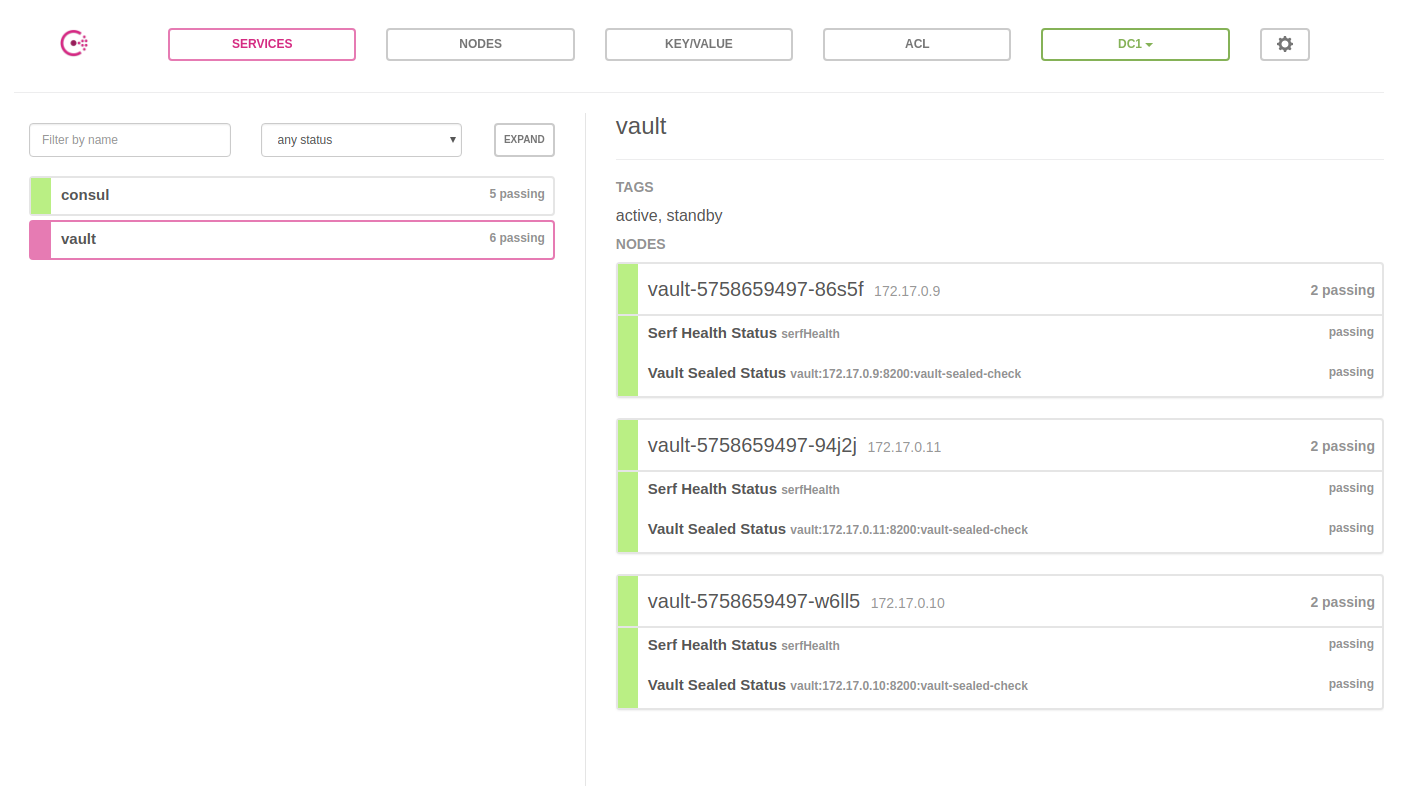 SERVICES NODES KEY/VALUE ACL DC1
Filter by name any status EXPAND
consul 5 passing
vault 6 passing
vault
TAGS
active, standby
NODES
vault-5758659497-86s5f 172.17.0.9 2 passing
Serf Health Status serfHealth passing
Vault Sealed Status vault:172.17.0.9:8200:vault-sealed-check passing
vault-5758659497-94j2j 172.17.0.11 2 passing
Serf Health Status serfHealth passing
Vault Sealed Status vault:172.17.0.11:8200:vault-sealed-check passing
vault-5758659497-w6ll5 172.17.0.10 2 passing
Serf Health Status serfHealth passing
Vault Sealed Status vault:172.17.0.10:8200:vault-sealed-check passing